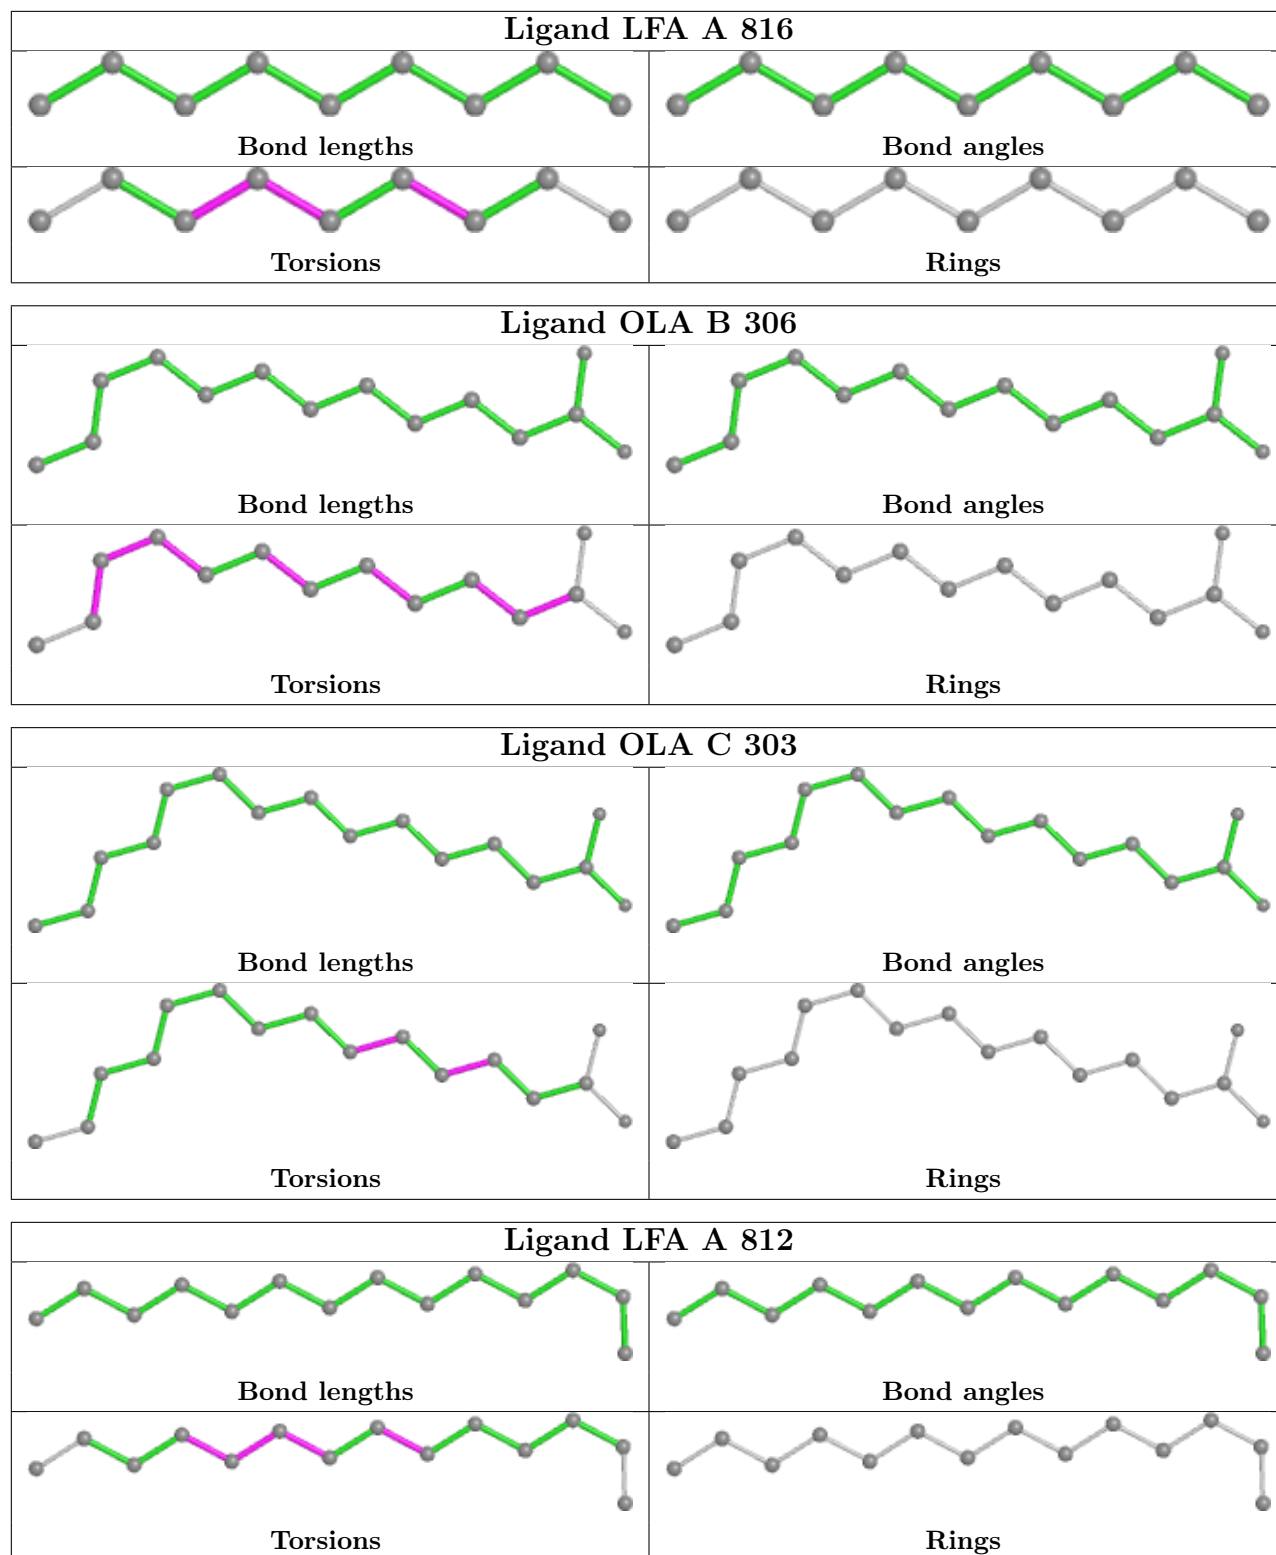 Ligand LFA A 816
Bond lengths
Bond angles
Torsions
Rings
Ligand OLA B 306
Bond lengths
Bond angles
Torsions
Rings
Ligand OLA C 303
Bond lengths
Bond angles
Torsions
Rings
Ligand LFA A 812
Bond lengths
Bond angles
Torsions
Rings